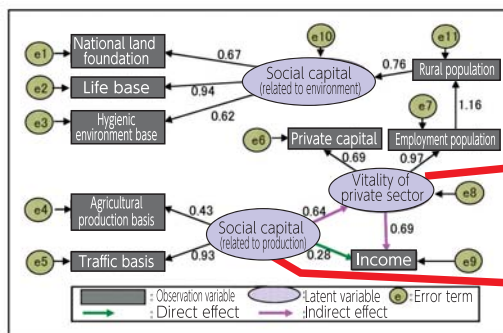 e1
National land
foundation
0.67
e10
e11
Social capital
(related to environment)
0.76
Rural population
e2
Life base
0.94
e3
Hygienic
environment base
0.62
e7
1.16
e6
Private capital
Employment population
0.69
0.97
Vitality of
private sector
e8
e4
Agricultural
production basis
0.43
Social capital
(related to production)
0.64
0.69
e5
Traffic basis
0.93
0.28
Income
e9
: Observation variable
: Latent variable
e
: Error term
: Direct effect
: Indirect effect